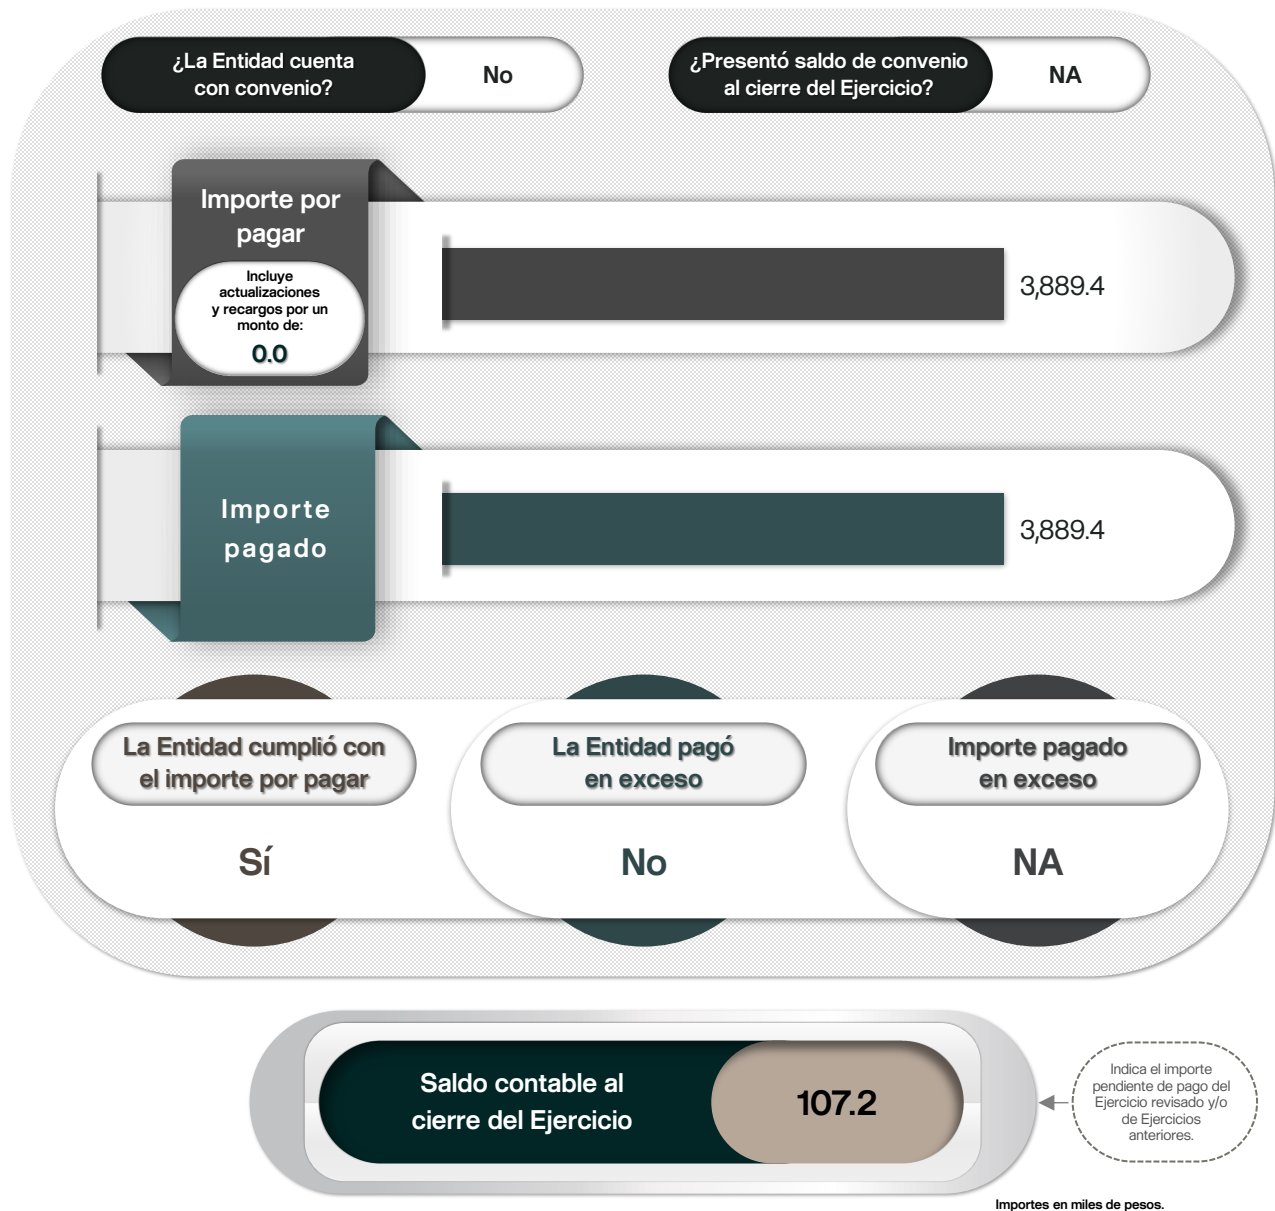 ¿La Entidad cuenta
con convenio?
No
¿Presentó saldo de convenio
al cierre del Ejercicio?
NA
Importe por
pagar
Incluye
actualizaciones
y recargos por un
monto de:
0.0
3,889.4
Importe
pagado
3,889.4
La Entidad cumplió con
el importe por pagar
Sí
La Entidad pagó
en exceso
No
Importe pagado
en exceso
NA
Saldo contable al
cierre del Ejercicio
107.2
Indica el importe
pendiente de pago del
Ejercicio revisado y/o
de Ejercicios
anteriores.
Importes en miles de pesos.